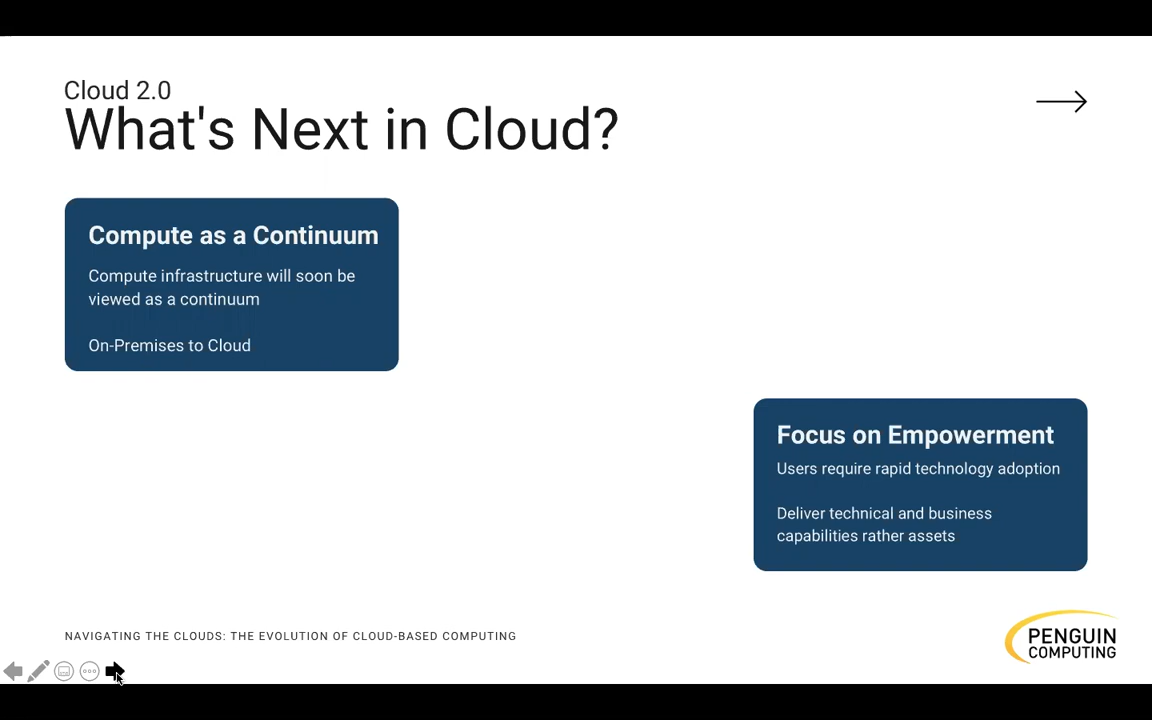 Cloud 2.0
What's Next in Cloud?
Compute as a Continuum
Compute infrastructure will soon be
viewed as a continuum
On-Premises to Cloud
Focus on Empowerment
Users require rapid technology adoption
Deliver technical and business
capabilities rather assets
NAVIGATING THE CLOUDS: THE EVOLUTION OF CLOUD-BASED COMPUTING
PENGUIN
COMPUTING